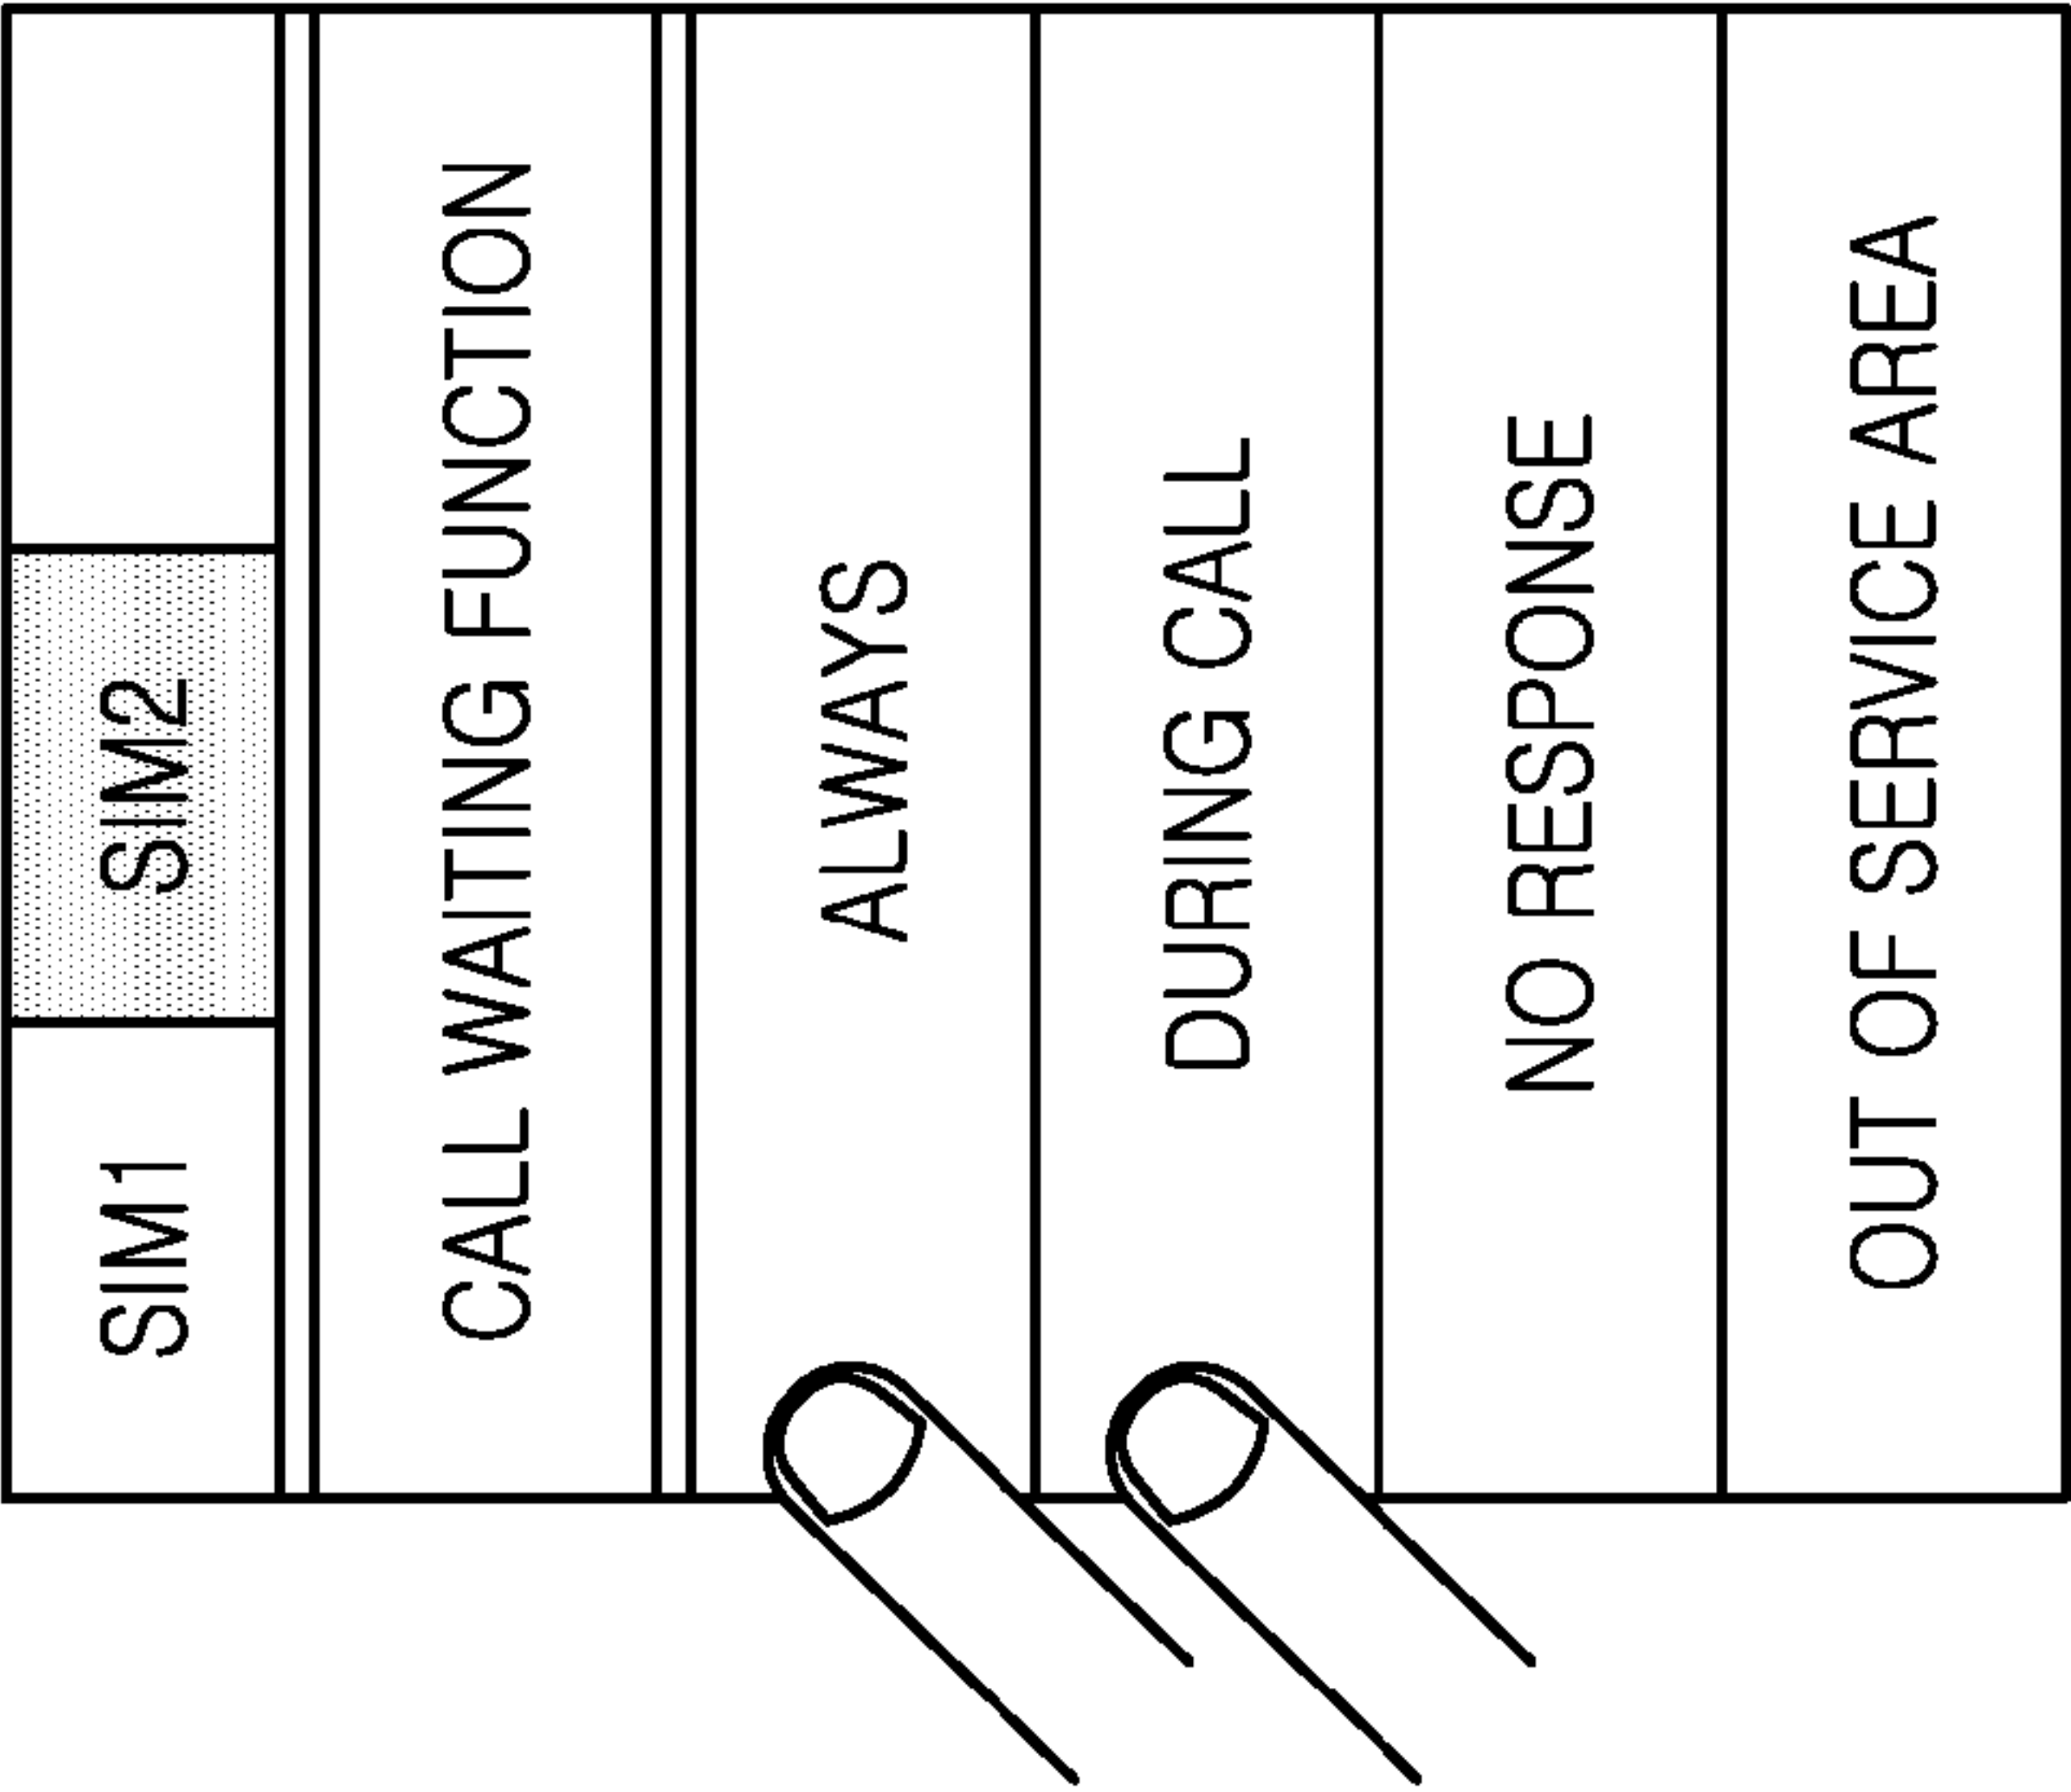 SIM1 SIM2
CALL WAITING FUNCTION
ALWAYS
DURING CALL
NO RESPONSE
OUT OF SERVICE AREA